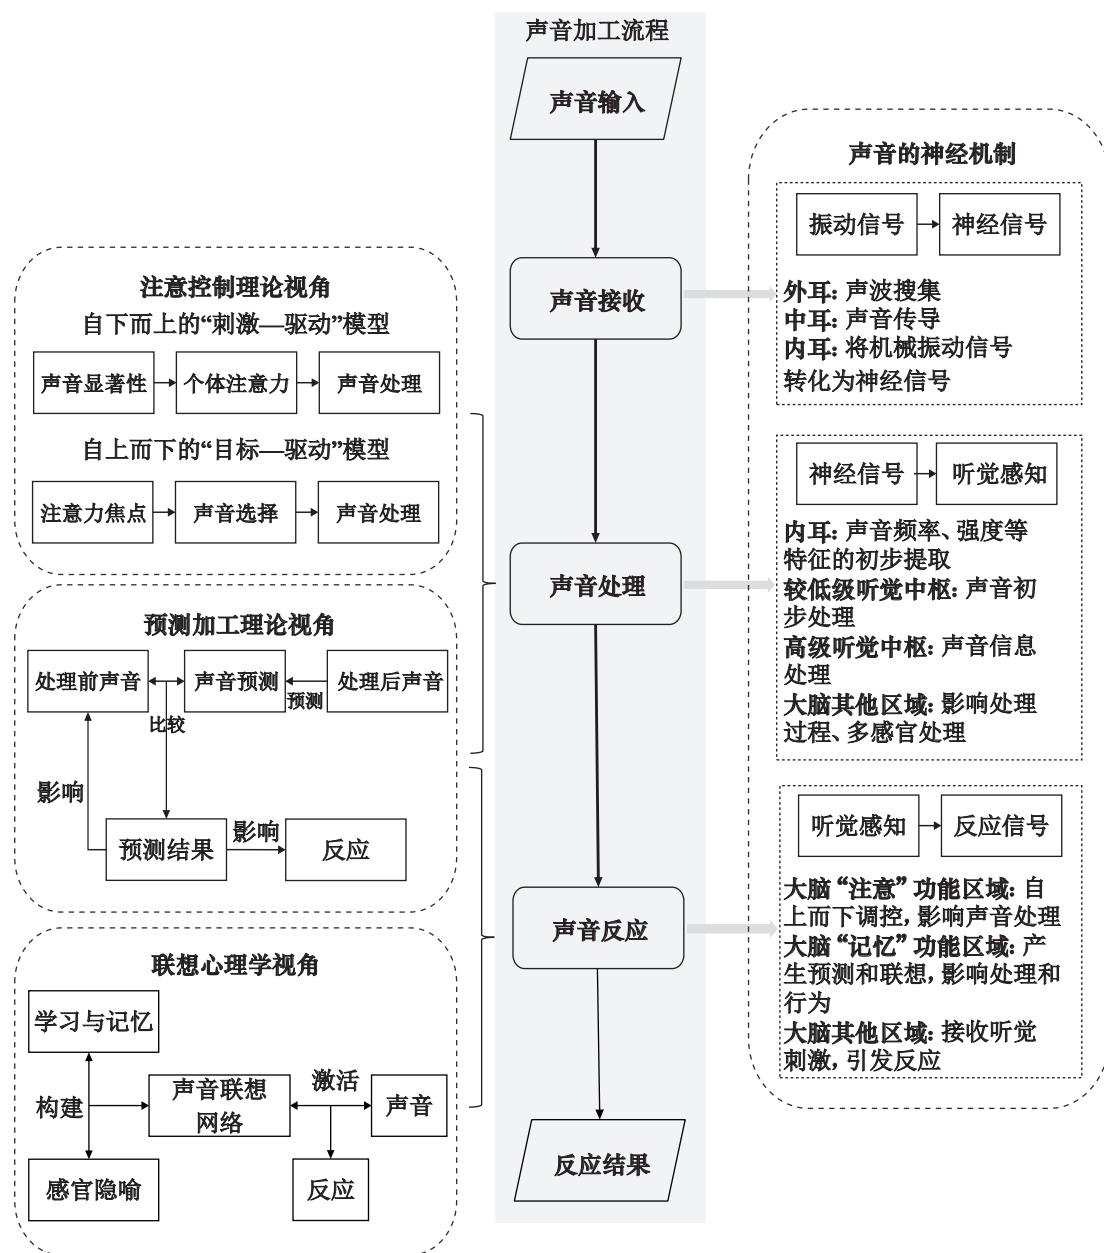 声音加工流程
声音输入
声音接收
声音处理
声音反应
反应结果
注意控制理论视角
自下而上的“刺激—驱动”模型
声音显著性
个体注意力
声音处理
自上而下的“目标—驱动”模型
注意力焦点
声音选择
声音处理
预测加工理论视角
处理前声音
声音预测
处理后声音
预测
比较
影响
预测结果
影响
反应
联想心理学视角
学习与记忆
构建
声音联想
网络
激活
声音
感官隐喻
反应
声音的神经机制
振动信号
神经信号
外耳: 声波搜集
中耳: 声音传导
内耳: 将机械振动信号
转化为神经信号
神经信号
听觉感知
内耳: 声音频率、强度等
特征的初步提取
较低级听觉中枢: 声音初
步处理
高级听觉中枢: 声音信息
处理
大脑其他区域: 影响处理
过程、多感官处理
听觉感知
反应信号
大脑“注意”功能区域: 自
上而下调控, 影响声音处理
大脑“记忆”功能区域: 产
生预测和联想, 影响处理和
行为
大脑其他区域: 接收听觉
刺激, 引发反应